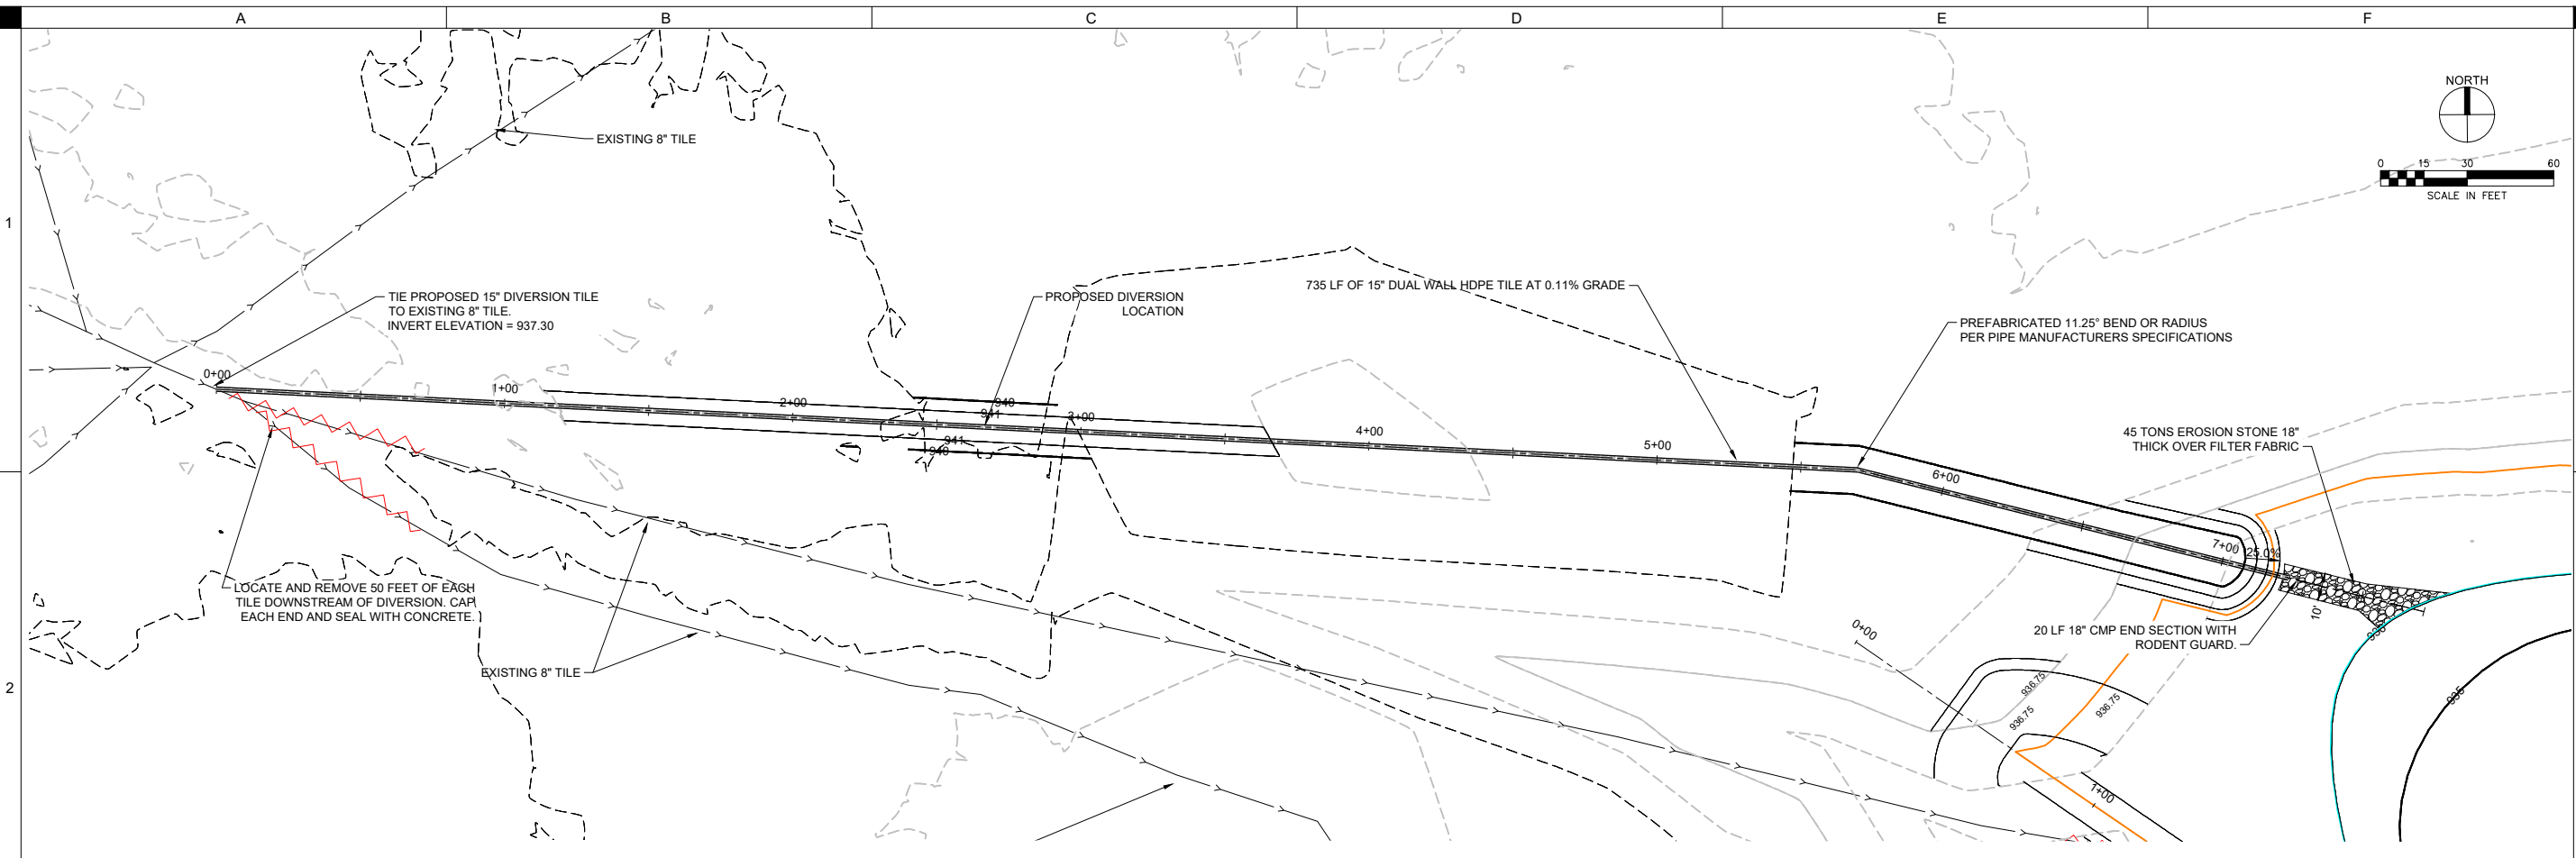 A B C D E F
1
2
NORTH
0 15 30 60
SCALE IN FEET
EXISTING 8" TILE
TIE PROPOSED 15" DIVERSION TILE
TO EXISTING 8" TILE.
INVERT ELEVATION = 937.30
PROPOSED DIVERSION
LOCATION
735 LF OF 15" DUAL WALL HDPE TILE AT 0.11% GRADE
PREFABRICATED 11.25° BEND OR RADIUS
PER PIPE MANUFACTURERS SPECIFICATIONS
45 TONS EROSION STONE 18"
THICK OVER FILTER FABRIC
0+00
1+00
2+00
3+00
4+00
5+00
6+00
7+00
940
941
941
940
25.0%
10'
LOCATE AND REMOVE 50 FEET OF EACH
TILE DOWNSTREAM OF DIVERSION. CAP
EACH END AND SEAL WITH CONCRETE.
EXISTING 8" TILE
20 LF 18" CMP END SECTION WITH
RODENT GUARD.
0+00
936.75
936.75
936.75
1+00
935